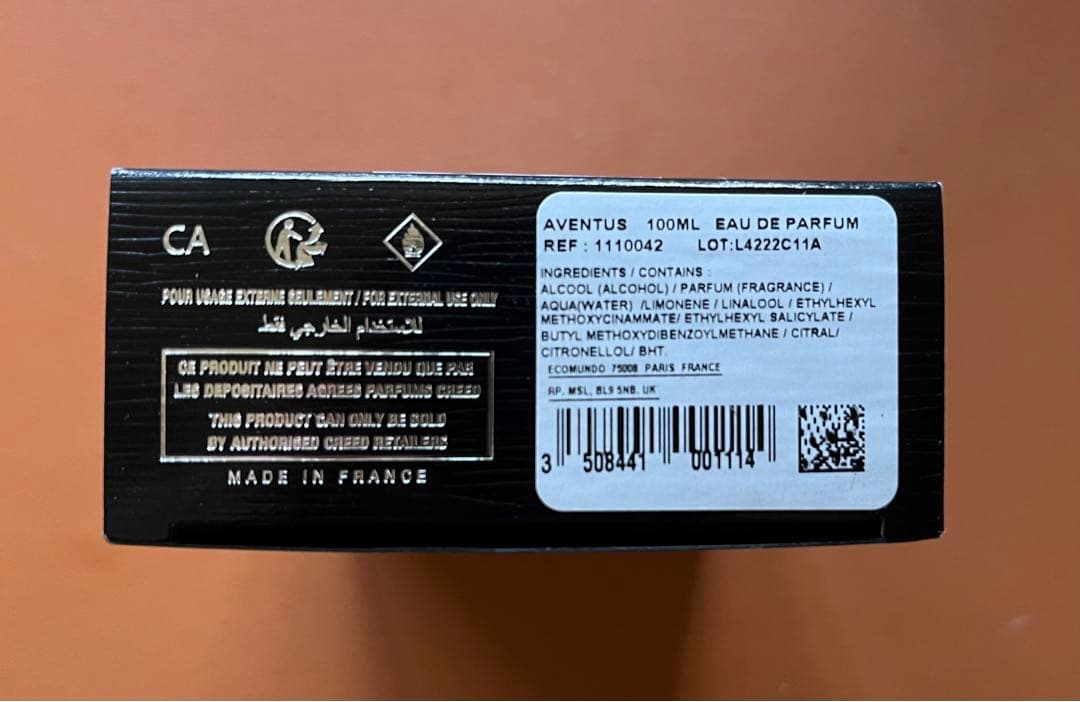 CA
POUR USAGE EXTERNE SEULEMENT / FOR EXTERNAL USE ONLY
للاستخدام الخارجي فقط
CE PRODUIT NE PEUT ÊTRE VENDU QUE PAR
LES DEPOSITAIRES AGREES PARFUMS CREED
THIS PRODUCT CAN ONLY BE SOLD
BY AUTHORISED CREED RETAILERS
MADE IN FRANCE
AVENTUS 100ML EAU DE PARFUM
REF : 1110042 LOT:L4222C11A
INGREDIENTS / CONTAINS :
ALCOOL (ALCOHOL) / PARFUM (FRAGRANCE) /
AQUA(WATER) /LIMONENE / LINALOOL / ETHYLHEXYL
METHOXYCINAMMATE/ ETHYLHEXYL SALICYLATE /
BUTYL METHOXYDIBENZOYLMETHANE / CITRAL/
CITRONELLOL/ BHT.
ECOMUNDO 75008 PARIS FRANCE
RP. MSL, BL9 5NB. UK
3 508441 001114